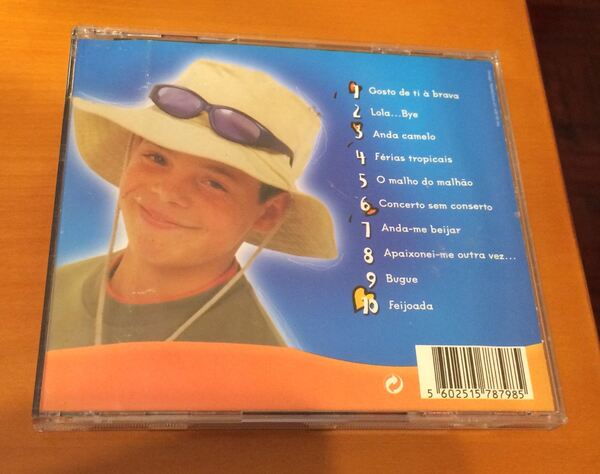 1 Gosto de ti à brava
2 Lola...Bye
3 Anda camelo
4 Férias tropicais
5 O malho do malhão
6 Concerto sem conserto
7 Anda-me beijar
8 Apaixonei-me outra vez...
9 Bugue
10 Feijoada
5 602515 787985